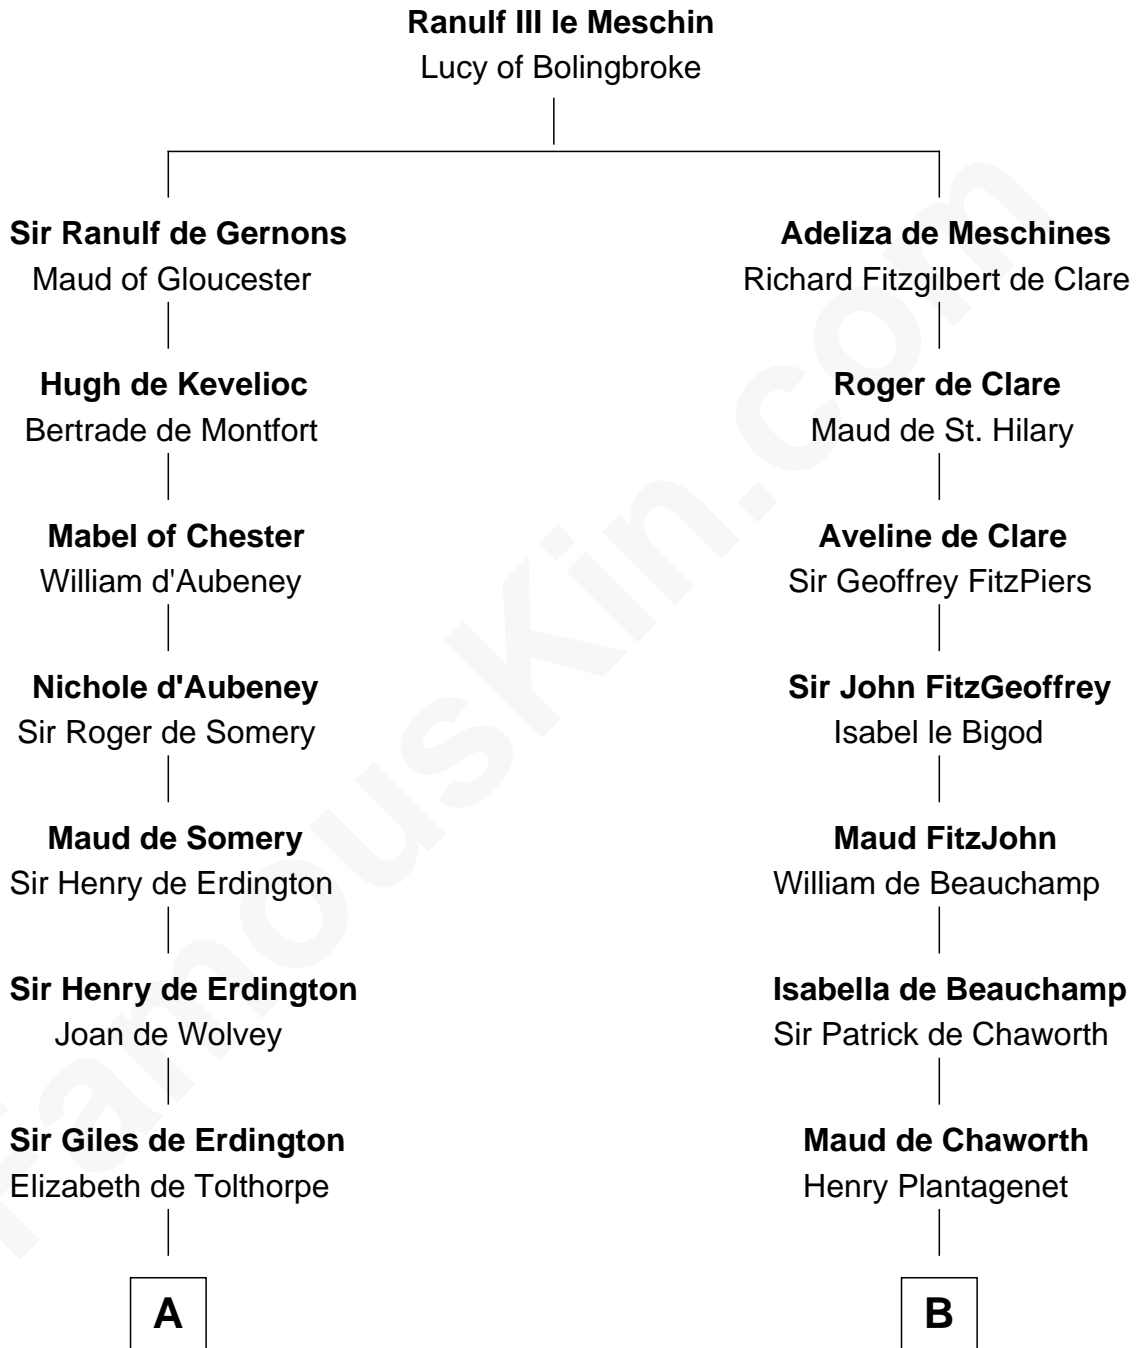 Ranulf III le Meschin
Lucy of Bolingbroke
Sir Ranulf de Gernons
Maud of Gloucester
Adeliza de Meschines
Richard Fitzgilbert de Clare
Hugh de Kevelioc
Bertrade de Montfort
Roger de Clare
Maud de St. Hilary
Mabel of Chester
William d'Aubeney
Aveline de Clare
Sir Geoffrey FitzPiers
Nichole d'Aubeney
Sir Roger de Somery
Sir John FitzGeoffrey
Isabel le Bigod
Maud de Somery
Sir Henry de Erdington
Maud FitzJohn
William de Beauchamp
Sir Henry de Erdington
Joan de Wolvey
Isabella de Beauchamp
Sir Patrick de Chaworth
Sir Giles de Erdington
Elizabeth de Tolthorpe
Maud de Chaworth
Henry Plantagenet
A
B
FamousKin.com